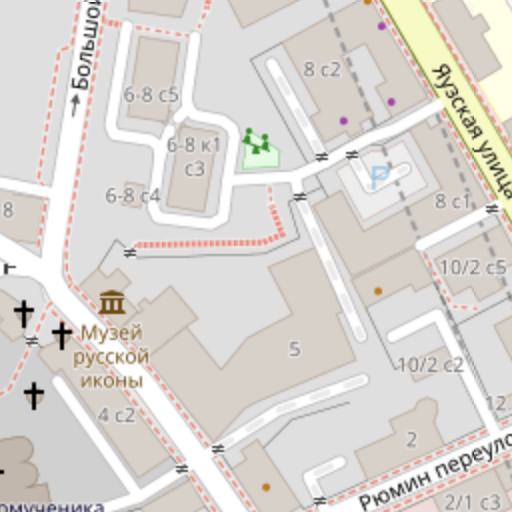 Большой
8 с2
Яузская улица
6-8 с5
6-8 к1
с3
P
6-8 с4
8
8 с1
10/2 с5
Музей
русской
иконы
5
10/2 с2
4 с2
12
2
Рюмин переуло
2/1 с3
омученика